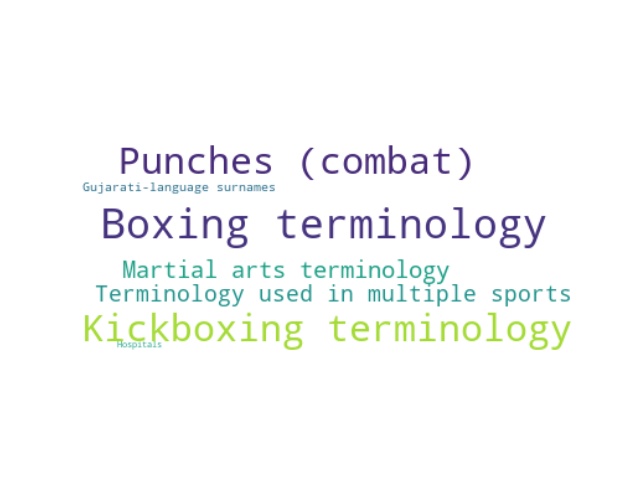 Punches (combat)
Gujarati-language surnames
Boxing terminology
Martial arts terminology
Terminology used in multiple sports
Kickboxing terminology
Hospitals